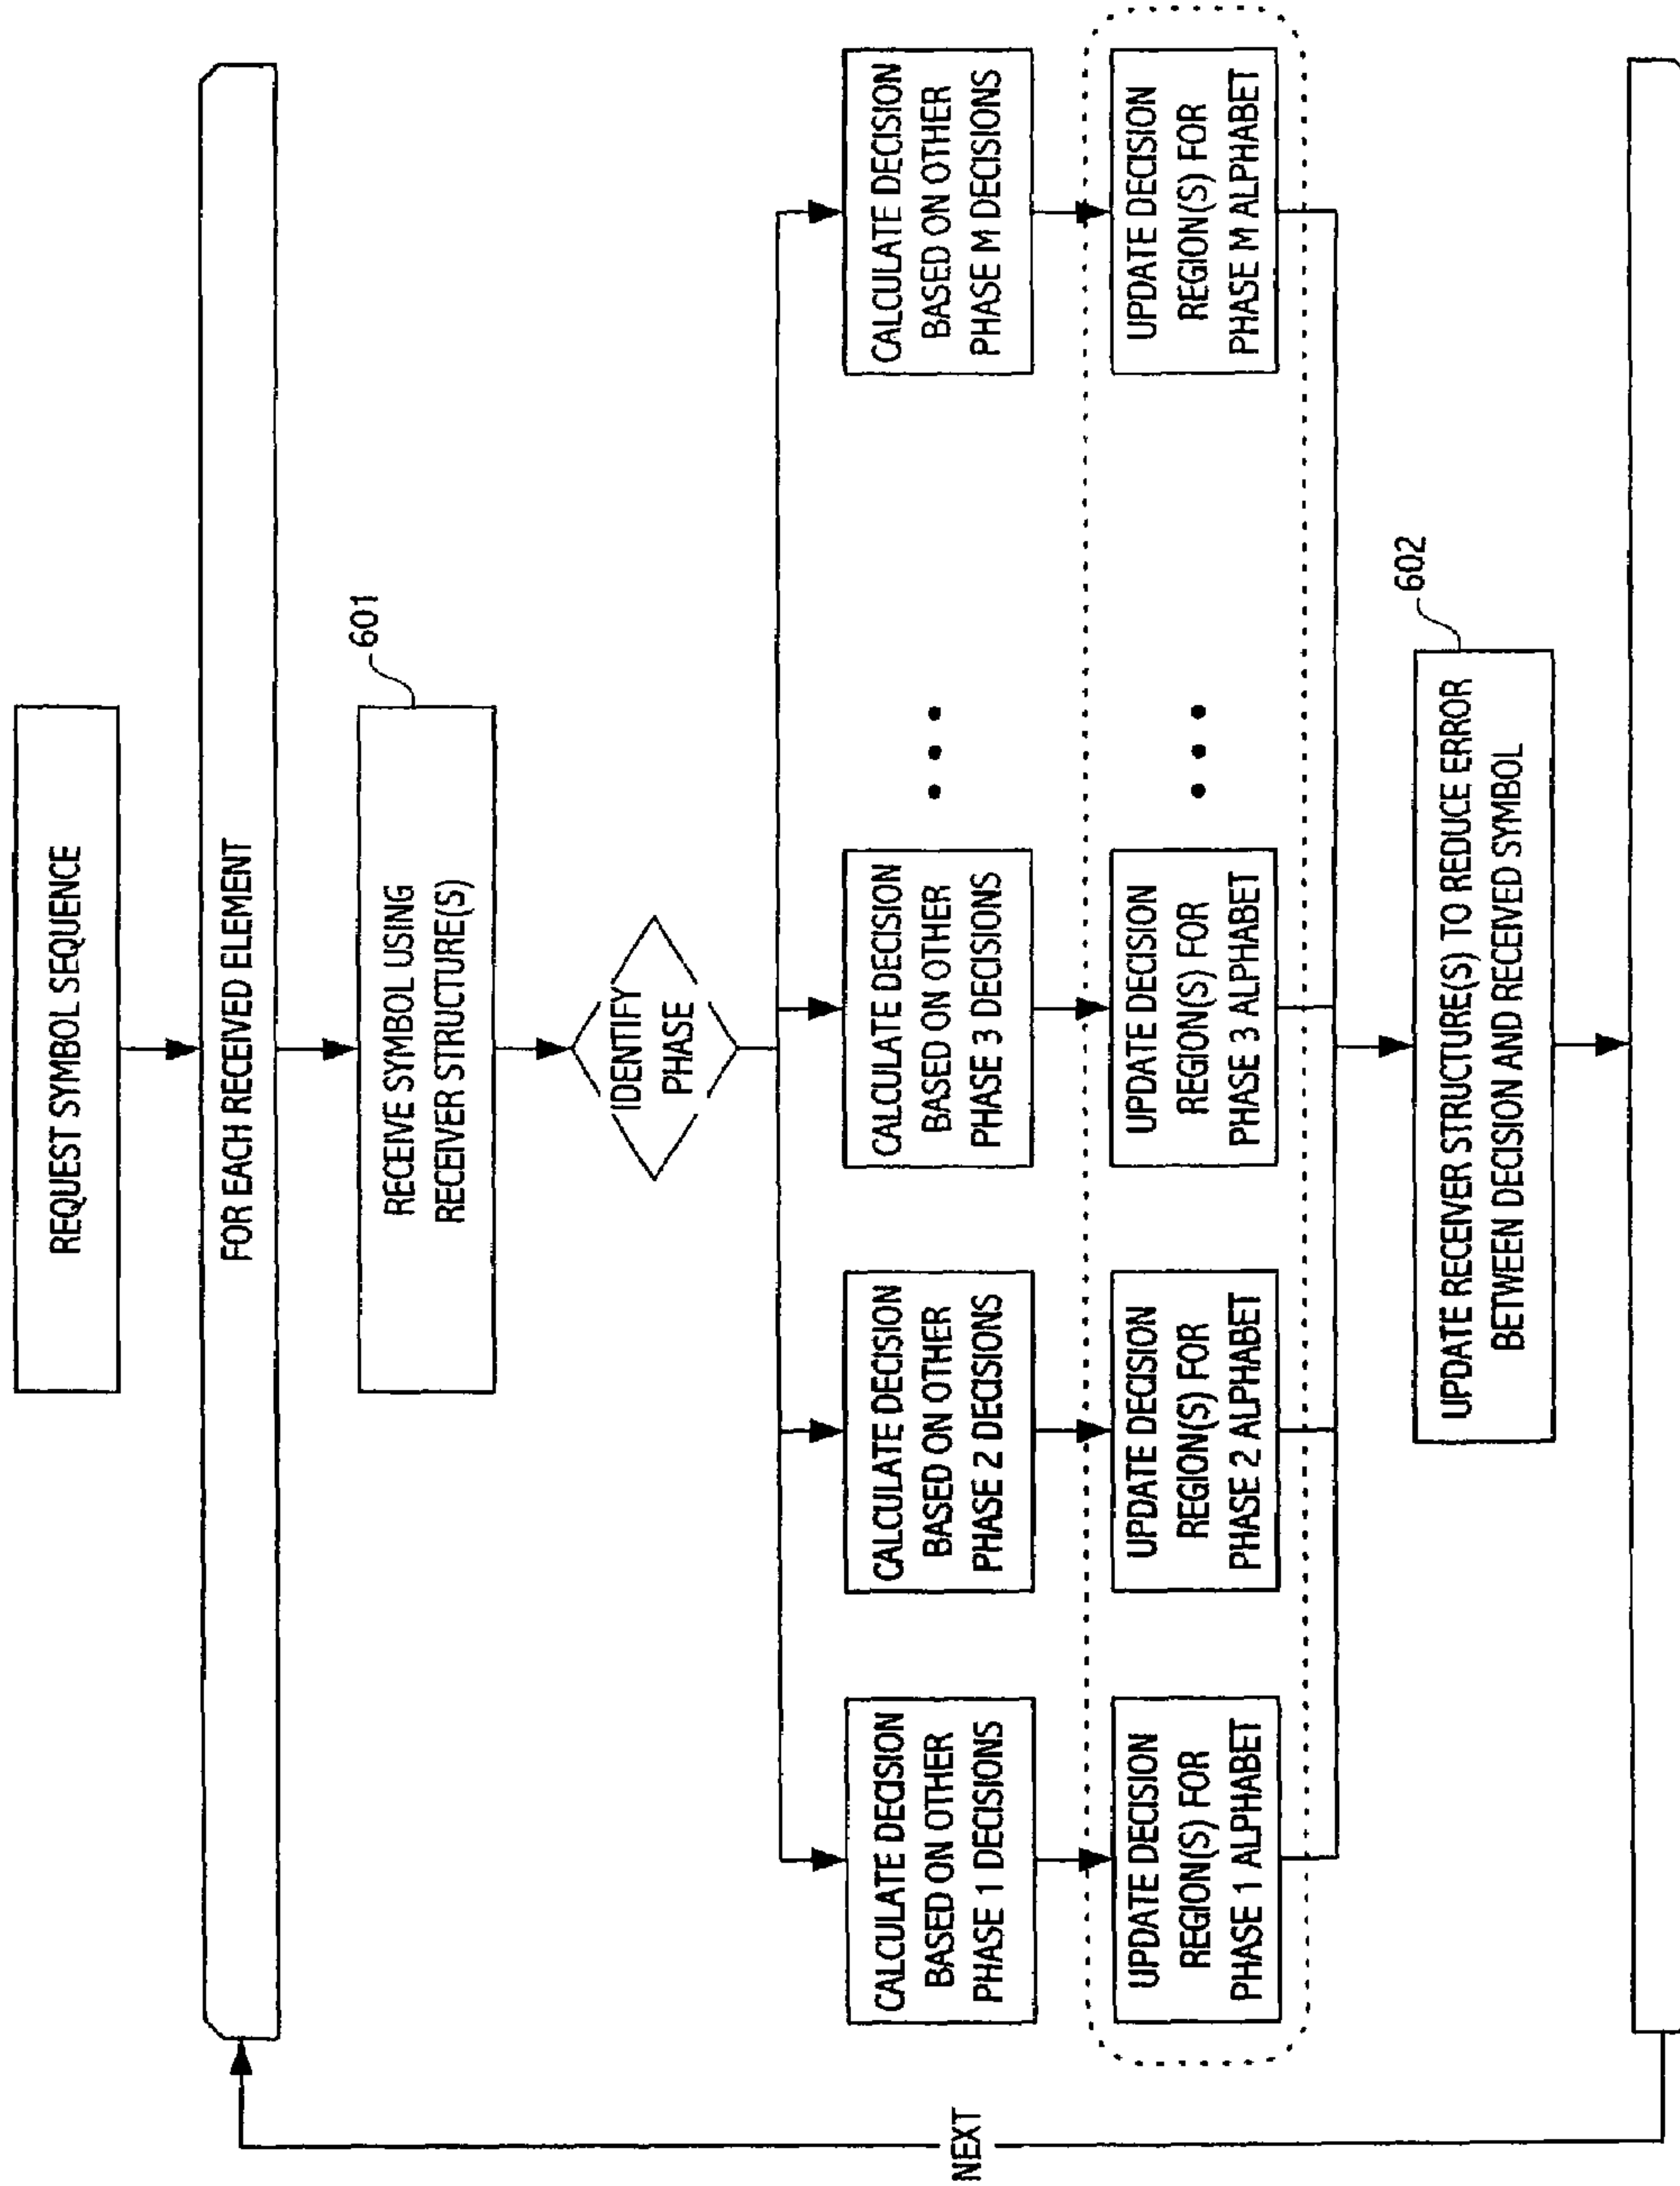 REQUEST SYMBOL SEQUENCE
FOR EACH RECEIVED ELEMENT
601
RECEIVE SYMBOL USING
RECEIVER STRUCTURE(S)
IDENTIFY
PHASE
CALCULATE DECISION
BASED ON OTHER
PHASE 1 DECISIONS
CALCULATE DECISION
BASED ON OTHER
PHASE 2 DECISIONS
CALCULATE DECISION
BASED ON OTHER
PHASE 3 DECISIONS
CALCULATE DECISION
BASED ON OTHER
PHASE M DECISIONS
UPDATE DECISION
REGION(S) FOR
PHASE 1 ALPHABET
UPDATE DECISION
REGION(S) FOR
PHASE 2 ALPHABET
UPDATE DECISION
REGION(S) FOR
PHASE 3 ALPHABET
UPDATE DECISION
REGION(S) FOR
PHASE M ALPHABET
602
UPDATE RECEIVER STRUCTURE(S) TO REDUCE ERROR
BETWEEN DECISION AND RECEIVED SYMBOL
NEXT